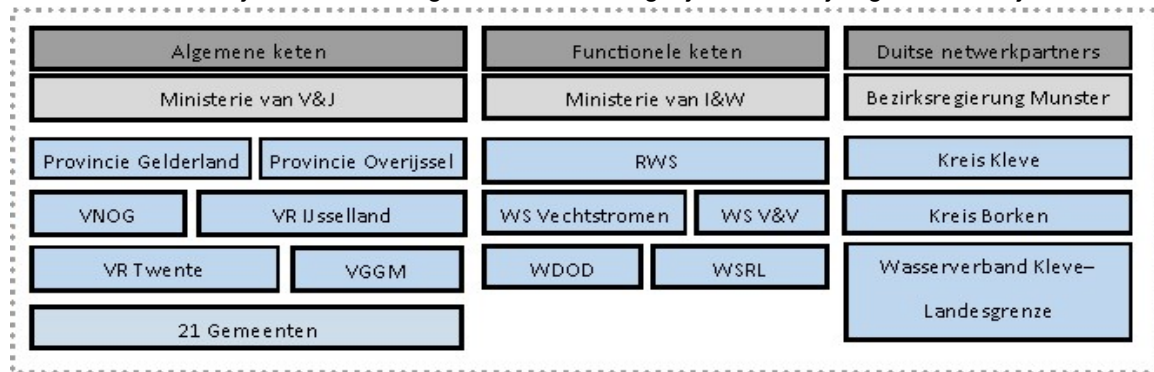 Algemene keten
Functionele keten
Duitse netwerkpartners
Ministerie van V&J
Ministerie van I&W
Bezirksregierung Munster
Provincie Gelderland
Provincie Overijssel
RWS
Kreis Kleve
VNOG
VR IJsselland
WS Vechtstromen
WS V&V
Kreis Borken
VR Twente
VGGM
WDOD
WSRL
Wasserverband Kleve–
Landesgrenze
21 Gemeenten